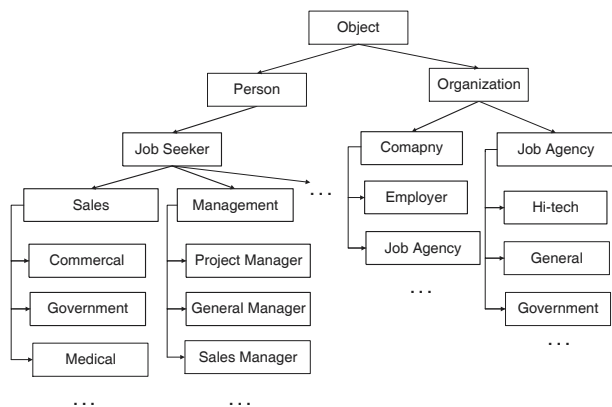 Object
Person
Organization
Job Seeker
Comapny
Job Agency
...
Sales
Management
Employer
Hi-tech
Commercal
Project Manager
Job Agency
General
Government
General Manager
...
Government
Medical
Sales Manager
...
...
...